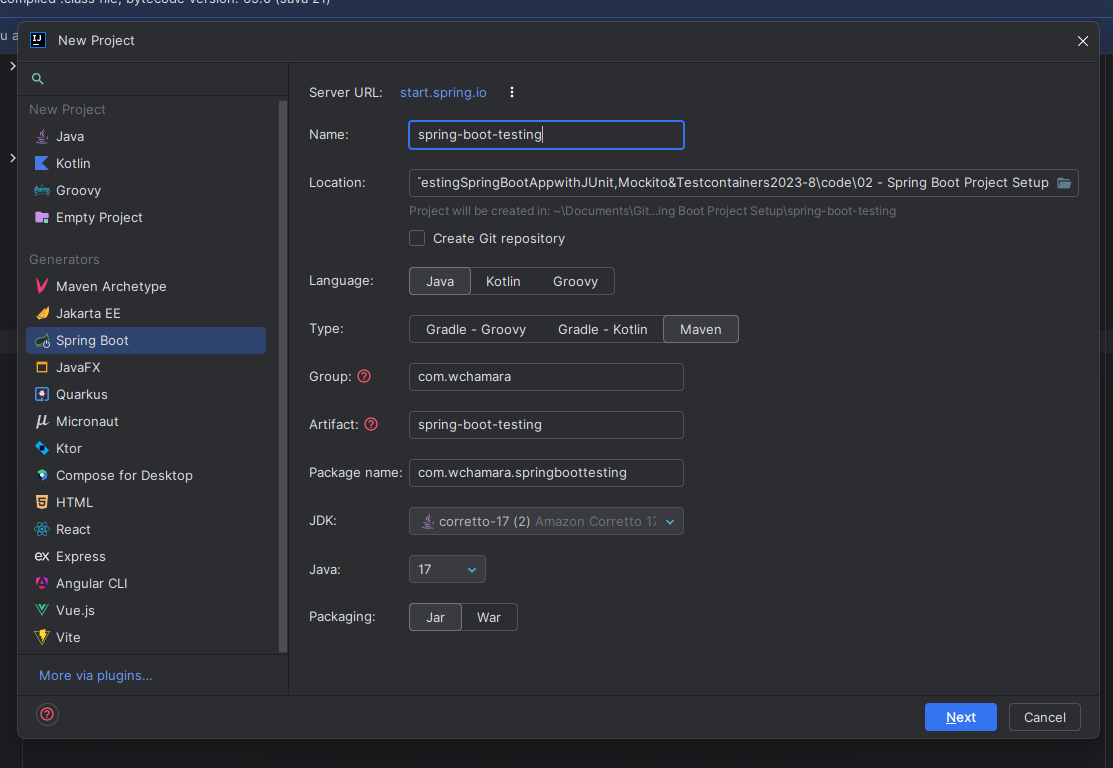 compiled .class file, bytecode version: 65.0 (Java 21)
u a
New Project
New Project
Java
Kotlin
Groovy
Empty Project
Generators
Maven Archetype
Jakarta EE
Spring Boot
JavaFX
Quarkus
Micronaut
Ktor
Compose for Desktop
HTML
React
ex Express
Angular CLI
Vue.js
Vite
More via plugins...
Server URL: start.spring.io
Name: spring-boot-testing
Location: estingSpringBootAppwithJUnit,Mockito&Testcontainers2023-8\code\02 - Spring Boot Project Setup
Project will be created in: ~\Documents\Git...ing Boot Project Setup\spring-boot-testing
Create Git repository
Language: Java Kotlin Groovy
Type: Gradle - Groovy Gradle - Kotlin Maven
Group: com.wchamara
Artifact: spring-boot-testing
Package name: com.wchamara.springboottesting
JDK: corretto-17 (2) Amazon Corretto 17
Java: 17
Packaging: Jar War
Next Cancel